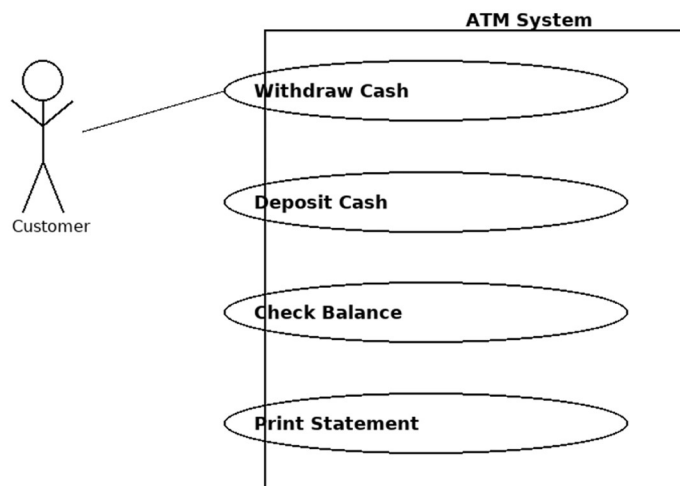 ATM System
Withdraw Cash
Deposit Cash
Customer
Check Balance
Print Statement